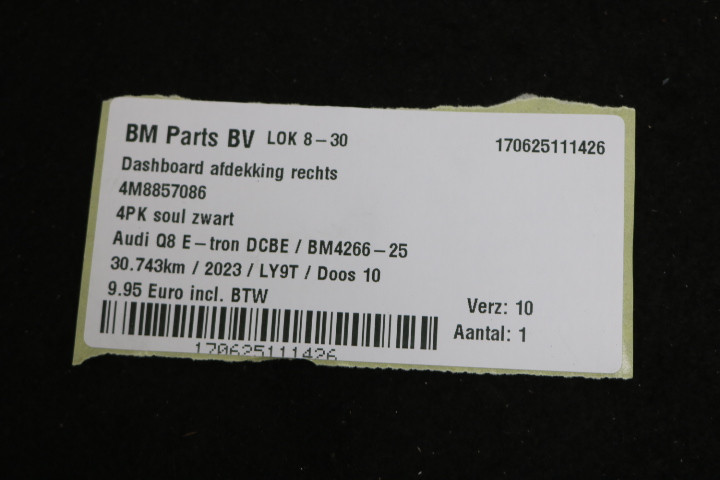 BM Parts BV LOK 8-30 170625111426
Dashboard afdekking rechts
4M8857086
4PK soul zwart
Audi Q8 E-tron DCBE / BM4266-25
30.743km / 2023 / LY9T / Doos 10
9.95 Euro incl. BTW
Verz: 10
Aantal: 1
170625111426